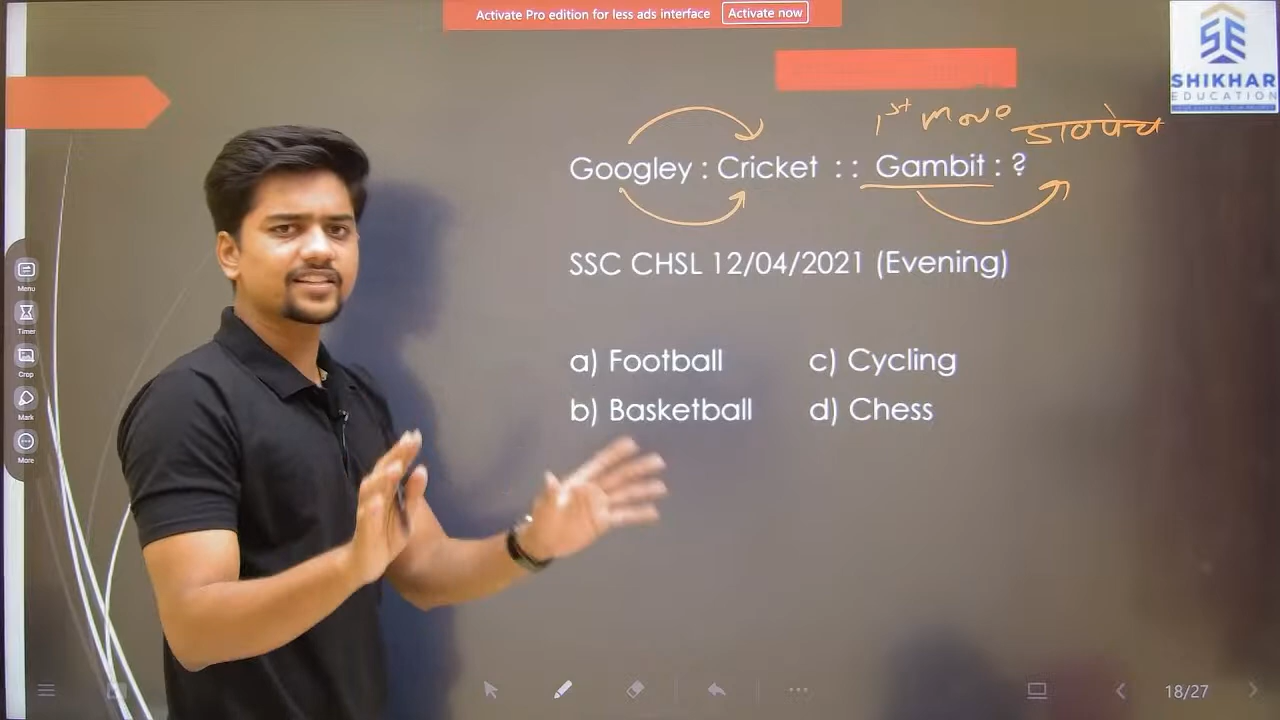 Activate Pro edition for less ads interface Activate now
SHIKHAR
EDUCATION
1st move डावपेच
Googley : Cricket : : Gambit : ?
SSC CHSL 12/04/2021 (Evening)
a) Football c) Cycling
b) Basketball d) Chess
Menu
Timer
Crop
Mark
More
18/27